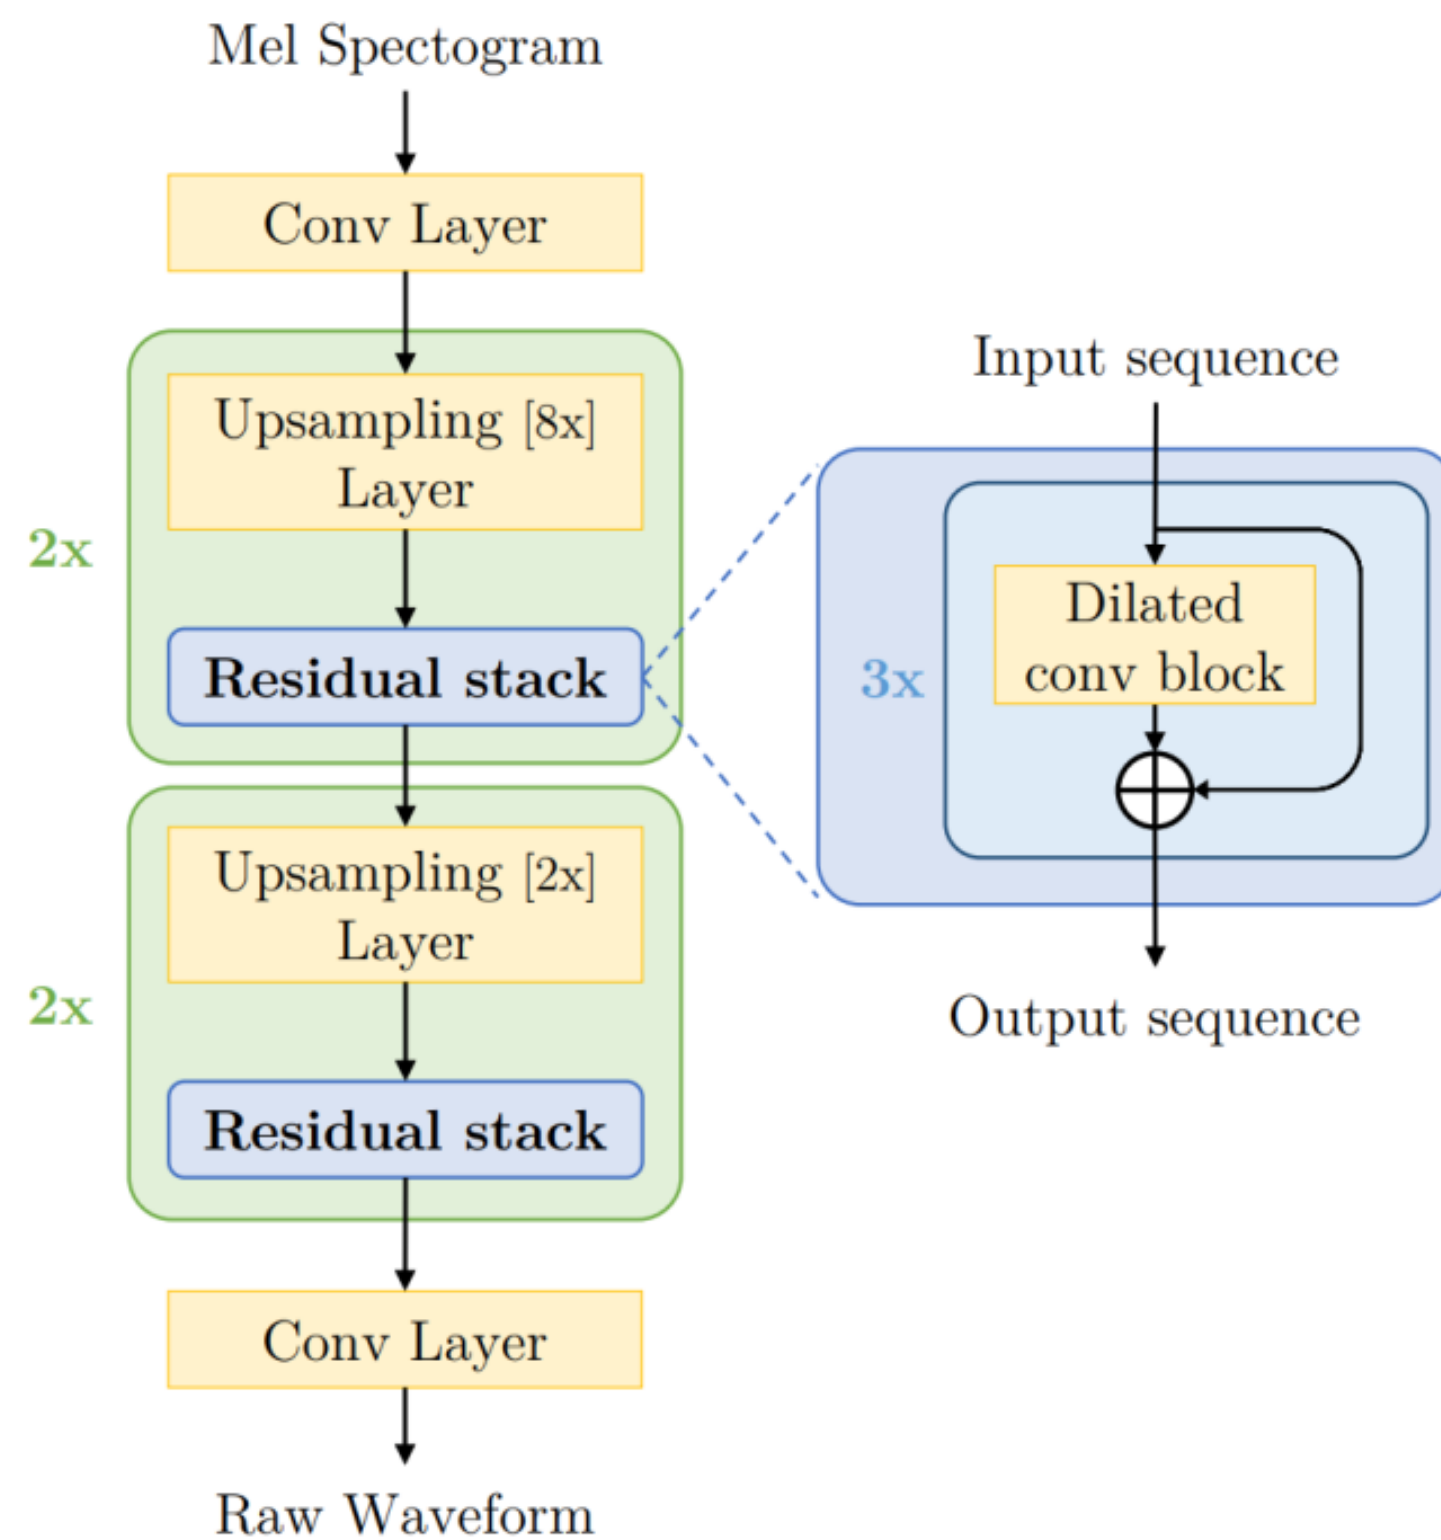 Mel Spectogram
Conv Layer
Upsampling [8x]
Layer
2x
Residual stack
Upsampling [2x]
Layer
2x
Residual stack
Conv Layer
Raw Waveform
Input sequence
Dilated
conv block
3x
Output sequence